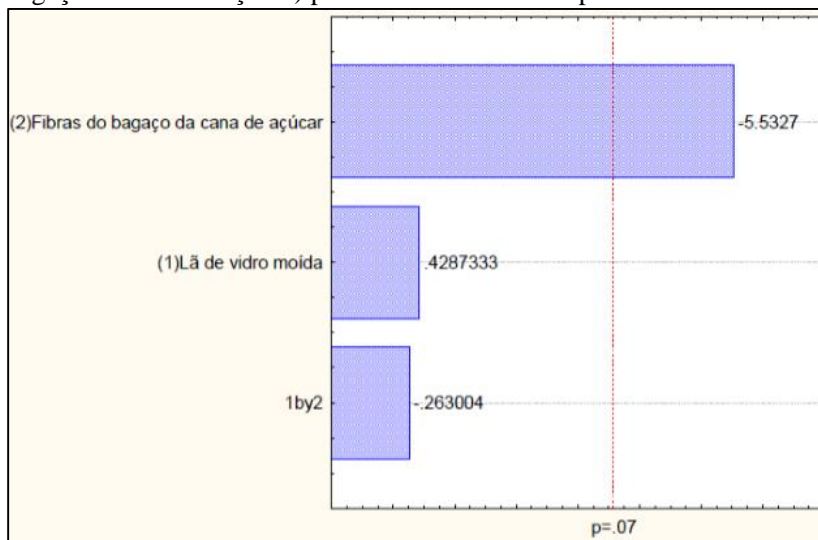 (2)Fibras do bagaço da cana de açúcar
-5.5327
(1)Lã de vidro moída
.4287333
1by2
-.263004
p=.07